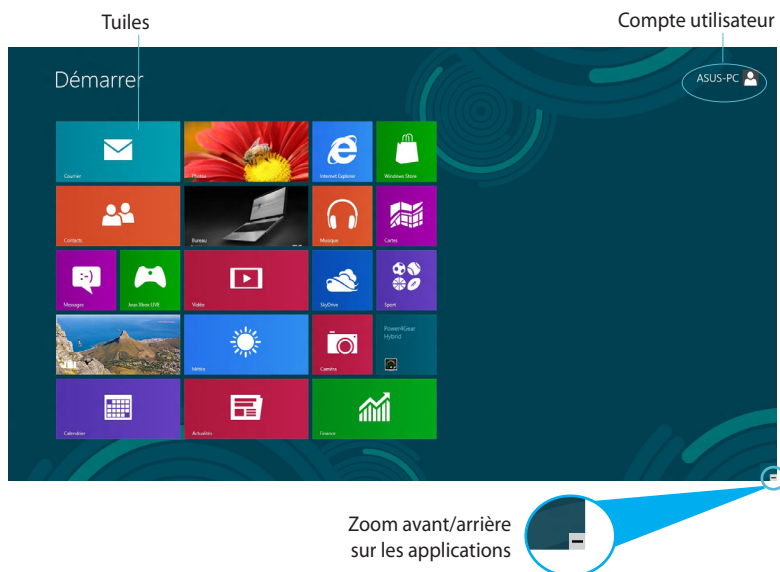 Tuiles
Compte utilisateur
Démarrer
ASUS-PC
Courrier
Photos
Internet Explorer
Windows Store
Contacts
Bureau
Musique
Cartes
Messages
Jeux Xbox LIVE
Vidéo
SkyDrive
Sport
Météo
Caméra
Power4Gear
Hybrid
Calendrier
Actualités
Finance
Zoom avant/arrière
sur les applications